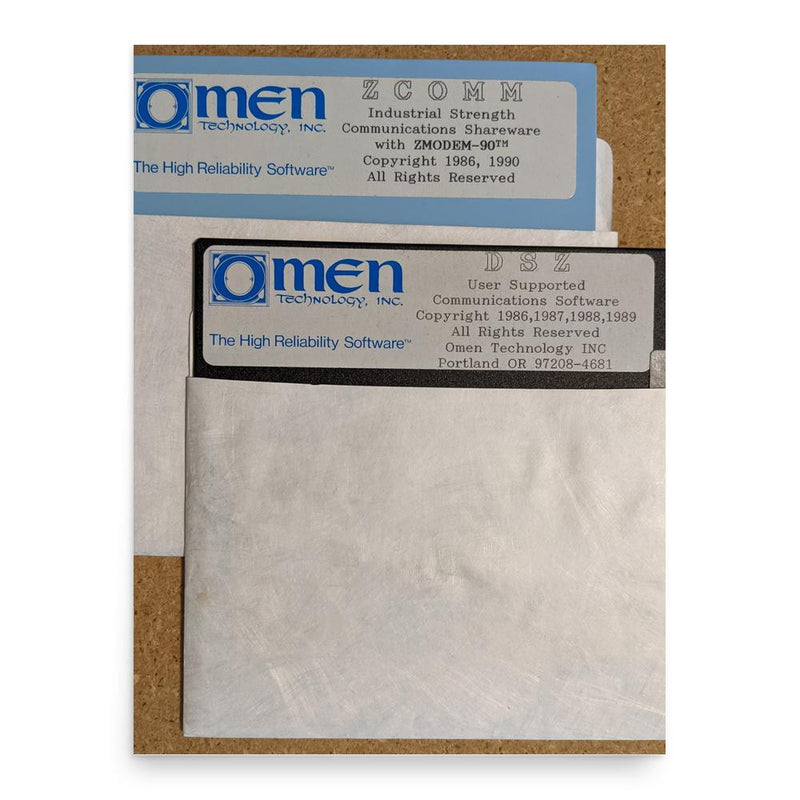 Omen
Technology, INC.
The High Reliability Software™
ZCOMM
Industrial Strength
Communications Shareware
with ZMODEM-90™
Copyright 1986, 1990
All Rights Reserved
Omen
Technology, INC.
The High Reliability Software™
DSZ
User Supported
Communications Software
Copyright 1986,1987,1988,1989
All Rights Reserved
Omen Technology INC
Portland OR 97208-4681